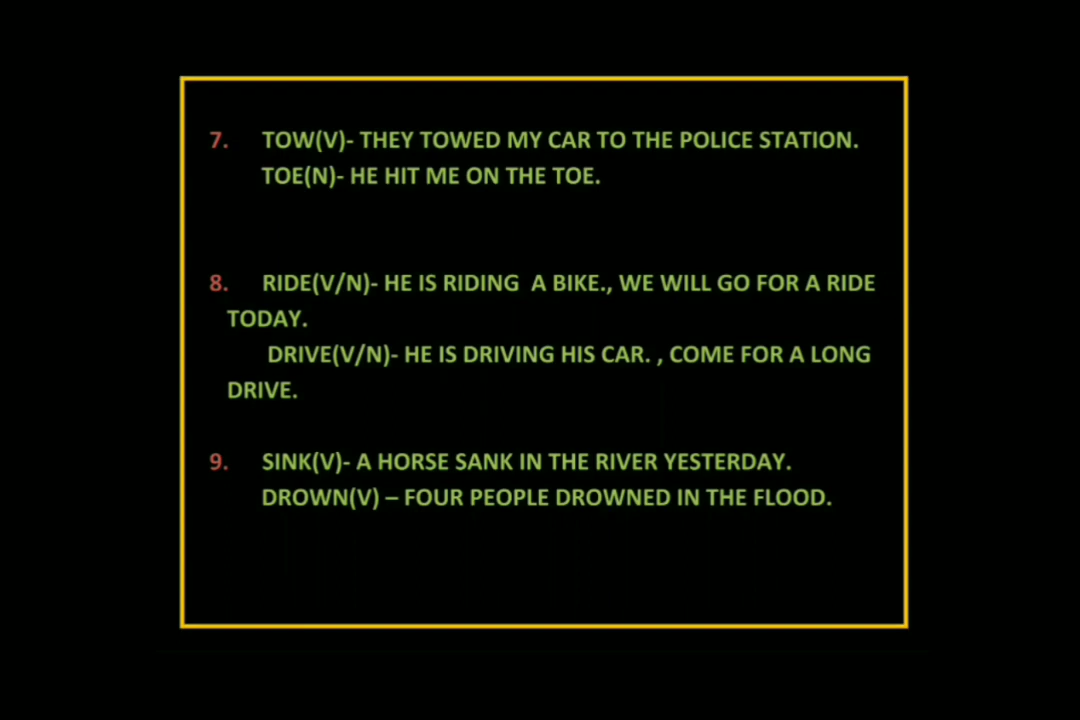 7. TOW(V)- THEY TOWED MY CAR TO THE POLICE STATION.
TOE(N)- HE HIT ME ON THE TOE.
8. RIDE(V/N)- HE IS RIDING  A BIKE., WE WILL GO FOR A RIDE
TODAY.
DRIVE(V/N)- HE IS DRIVING HIS CAR. , COME FOR A LONG
DRIVE.
9. SINK(V)- A HORSE SANK IN THE RIVER YESTERDAY.
DROWN(V) – FOUR PEOPLE DROWNED IN THE FLOOD.